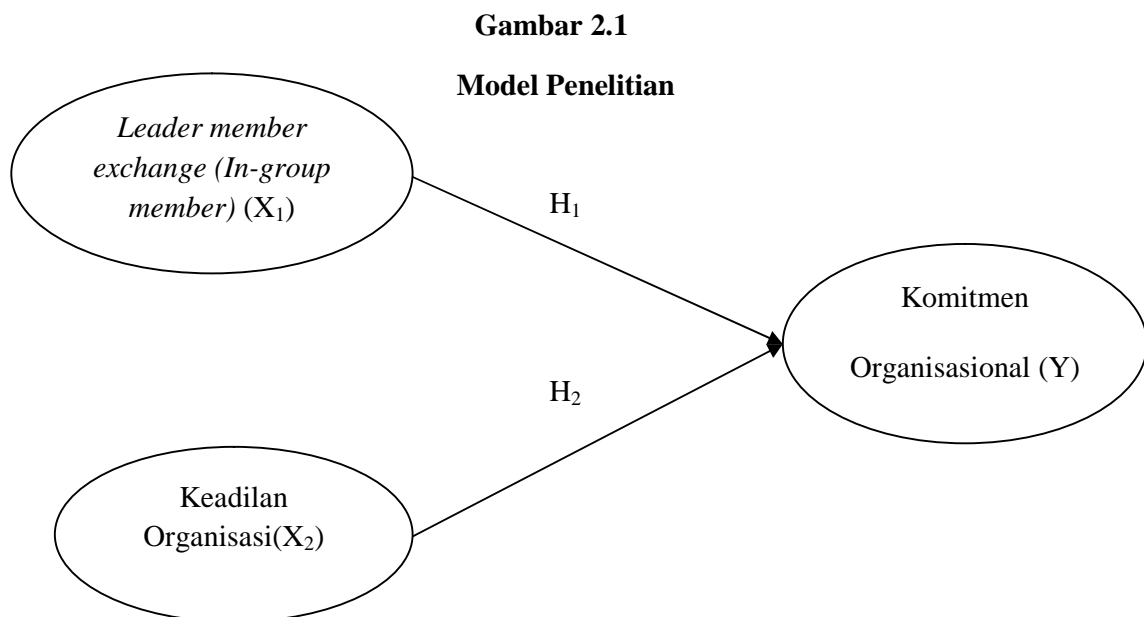 Gambar 2.1
Model Penelitian
Leader member
exchange (In-group
member) (X₁)
H₁
Komitmen
Organisasional (Y)
H₂
Keadilan
Organisasi(X₂)